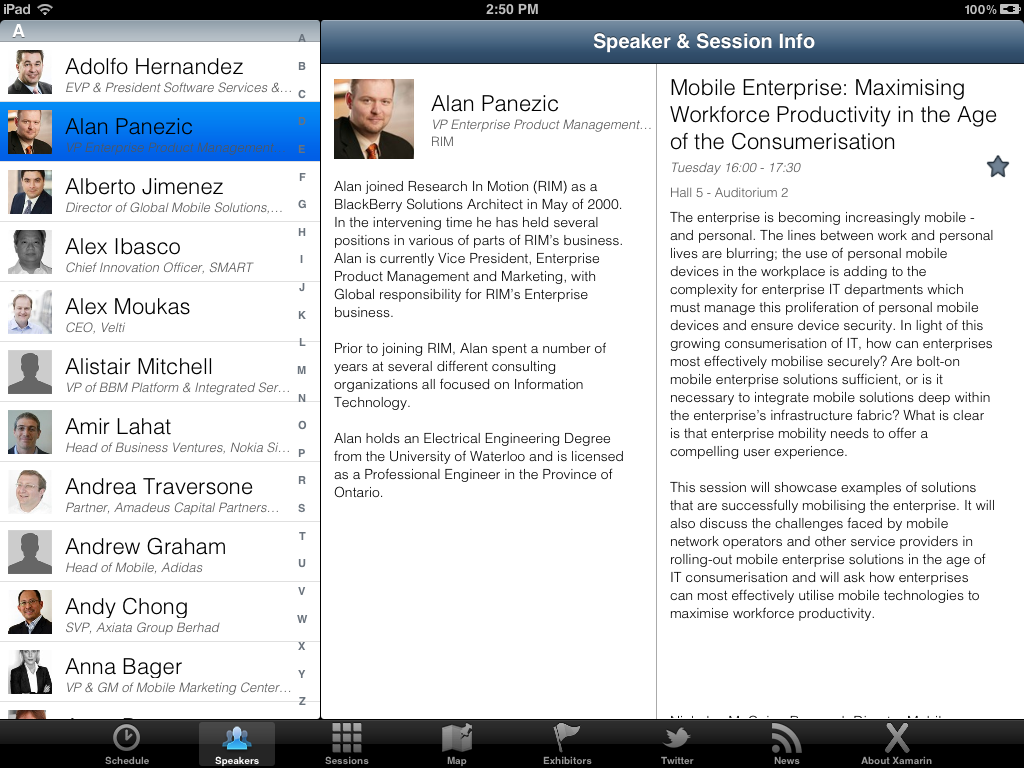 iPad
2:50 PM
100%
A
Adolfo Hernandez
EVP & President Software Services &...
Alan Panezic
VP Enterprise Product Management...
Alberto Jimenez
Director of Global Mobile Solutions,...
Alex Ibasco
Chief Innovation Officer, SMART
Alex Moukas
CEO, Velti
Alistair Mitchell
VP of BBM Platform & Integrated Ser...
Amir Lahat
Head of Business Ventures, Nokia Si...
Andrea Traversone
Partner, Amadeus Capital Partners...
Andrew Graham
Head of Mobile, Adidas
Andy Chong
SVP, Axiata Group Berhad
Anna Bager
VP & GM of Mobile Marketing Center...
A
B
C
D
E
F
G
H
I
J
K
L
M
N
O
P
R
S
T
U
V
W
X
Y
Z
Speaker & Session Info
Alan Panezic
VP Enterprise Product Management...
RIM
Alan joined Research In Motion (RIM) as a
BlackBerry Solutions Architect in May of 2000.
In the intervening time he has held several
positions in various of parts of RIM's business.
Alan is currently Vice President, Enterprise
Product Management and Marketing, with
Global responsibility for RIM's Enterprise
business.
Prior to joining RIM, Alan spent a number of
years at several different consulting
organizations all focused on Information
Technology.
Alan holds an Electrical Engineering Degree
from the University of Waterloo and is licensed
as a Professional Engineer in the Province of
Ontario.
Mobile Enterprise: Maximising
Workforce Productivity in the Age
of the Consumerisation
Tuesday 16:00 - 17:30
Hall 5 - Auditorium 2
The enterprise is becoming increasingly mobile -
and personal. The lines between work and personal
lives are blurring; the use of personal mobile
devices in the workplace is adding to the
complexity for enterprise IT departments which
must manage this proliferation of personal mobile
devices and ensure device security. In light of this
growing consumerisation of IT, how can enterprises
most effectively mobilise securely? Are bolt-on
mobile enterprise solutions sufficient, or is it
necessary to integrate mobile solutions deep within
the enterprise's infrastructure fabric? What is clear
is that enterprise mobility needs to offer a
compelling user experience.
This session will showcase examples of solutions
that are successfully mobilising the enterprise. It will
also discuss the challenges faced by mobile
network operators and other service providers in
rolling-out mobile enterprise solutions in the age of
IT consumerisation and will ask how enterprises
can most effectively utilise mobile technologies to
maximise workforce productivity.
Schedule
Speakers
Sessions
Map
Exhibitors
Twitter
News
About Xamarin